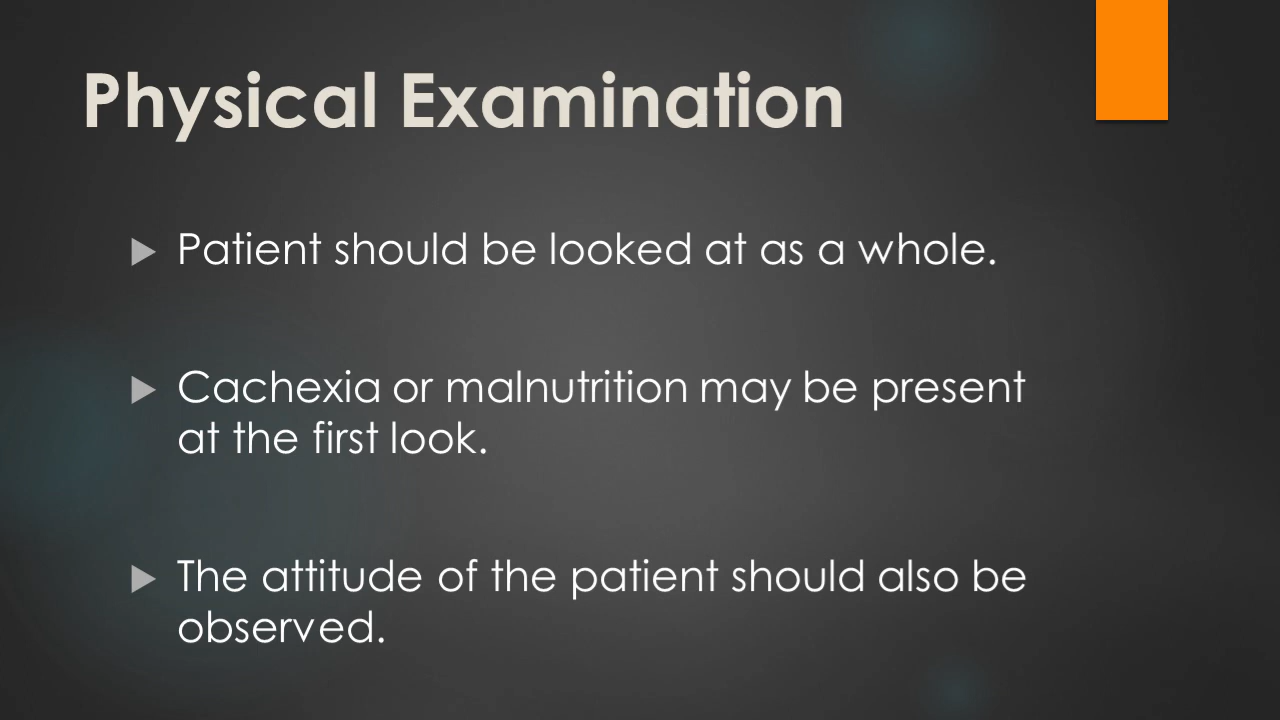 Physical Examination
Patient should be looked at as a whole.
Cachexia or malnutrition may be present
at the first look.
The attitude of the patient should also be
observed.